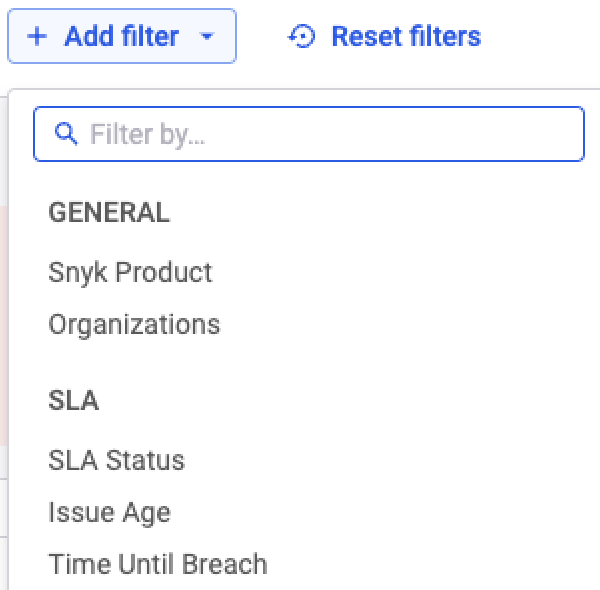 Add filter
Reset filters
Filter by...
GENERAL
Snyk Product
Organizations
SLA
SLA Status
Issue Age
Time Until Breach